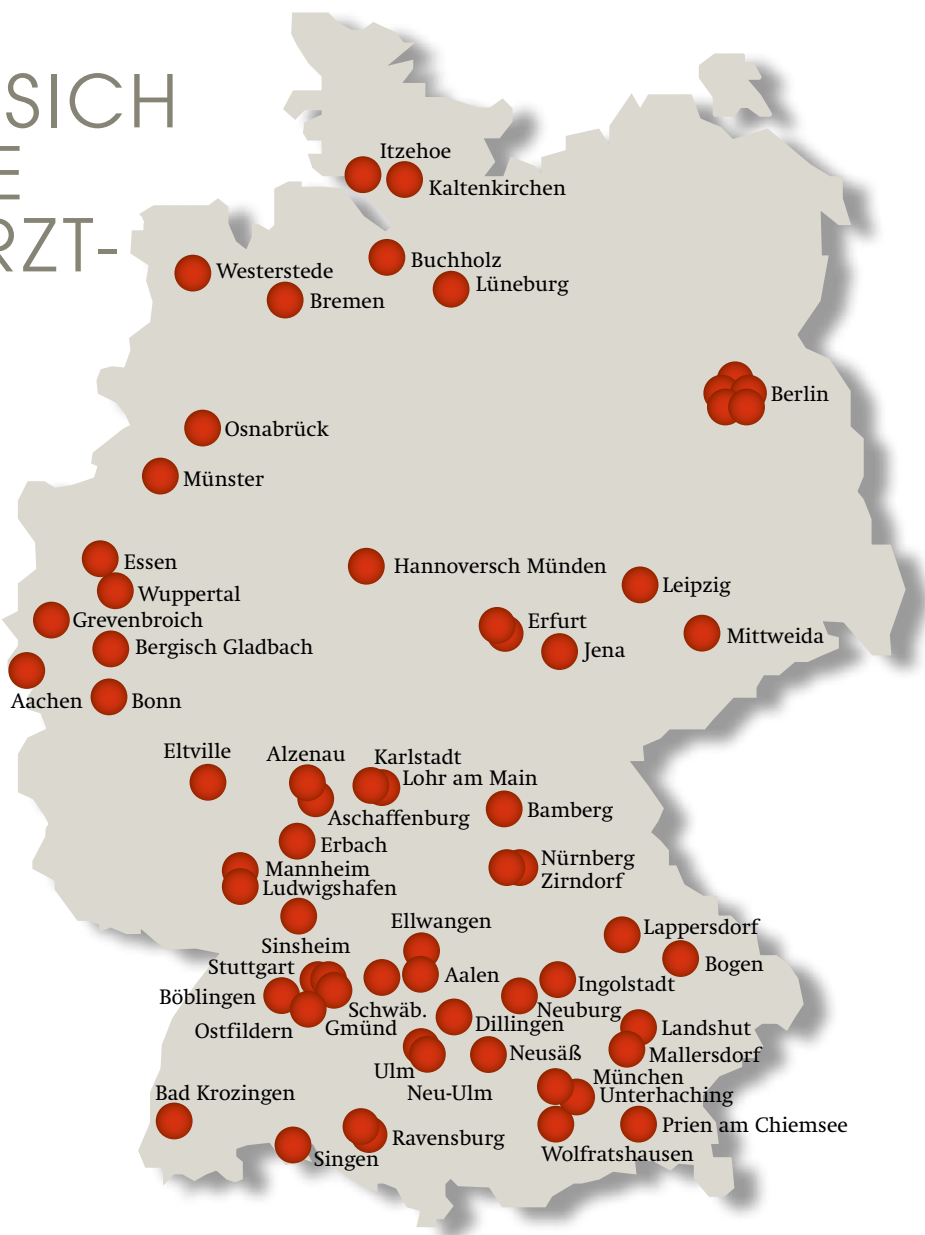 SICH
E
RZT-
Itzehoe
Kaltenkirchen
Buchholz
Westerstede
Lüneburg
Bremen
Berlin
Osnabrück
Münster
Essen
Hannoversch Münden
Leipzig
Wuppertal
Grevenbroich
Erfurt
Mittweida
Bergisch Gladbach
Jena
Aachen
Bonn
Eltville
Alzenau
Karlstadt
Lohr am Main
Aschaffenburg
Bamberg
Erbach
Nürnberg
Mannheim
Zirndorf
Ludwigshafen
Ellwangen
Lappersdorf
Sinsheim
Bogen
Stuttgart
Aalen
Ingolstadt
Böblingen
Schwäb.
Gmünd
Neuburg
Ostfildern
Dillingen
Landshut
Neusäß
Mallersdorf
Ulm
München
Neu-Ulm
Unterhaching
Bad Krozingen
Prien am Chiemsee
Ravensburg
Wolfratshausen
Singen